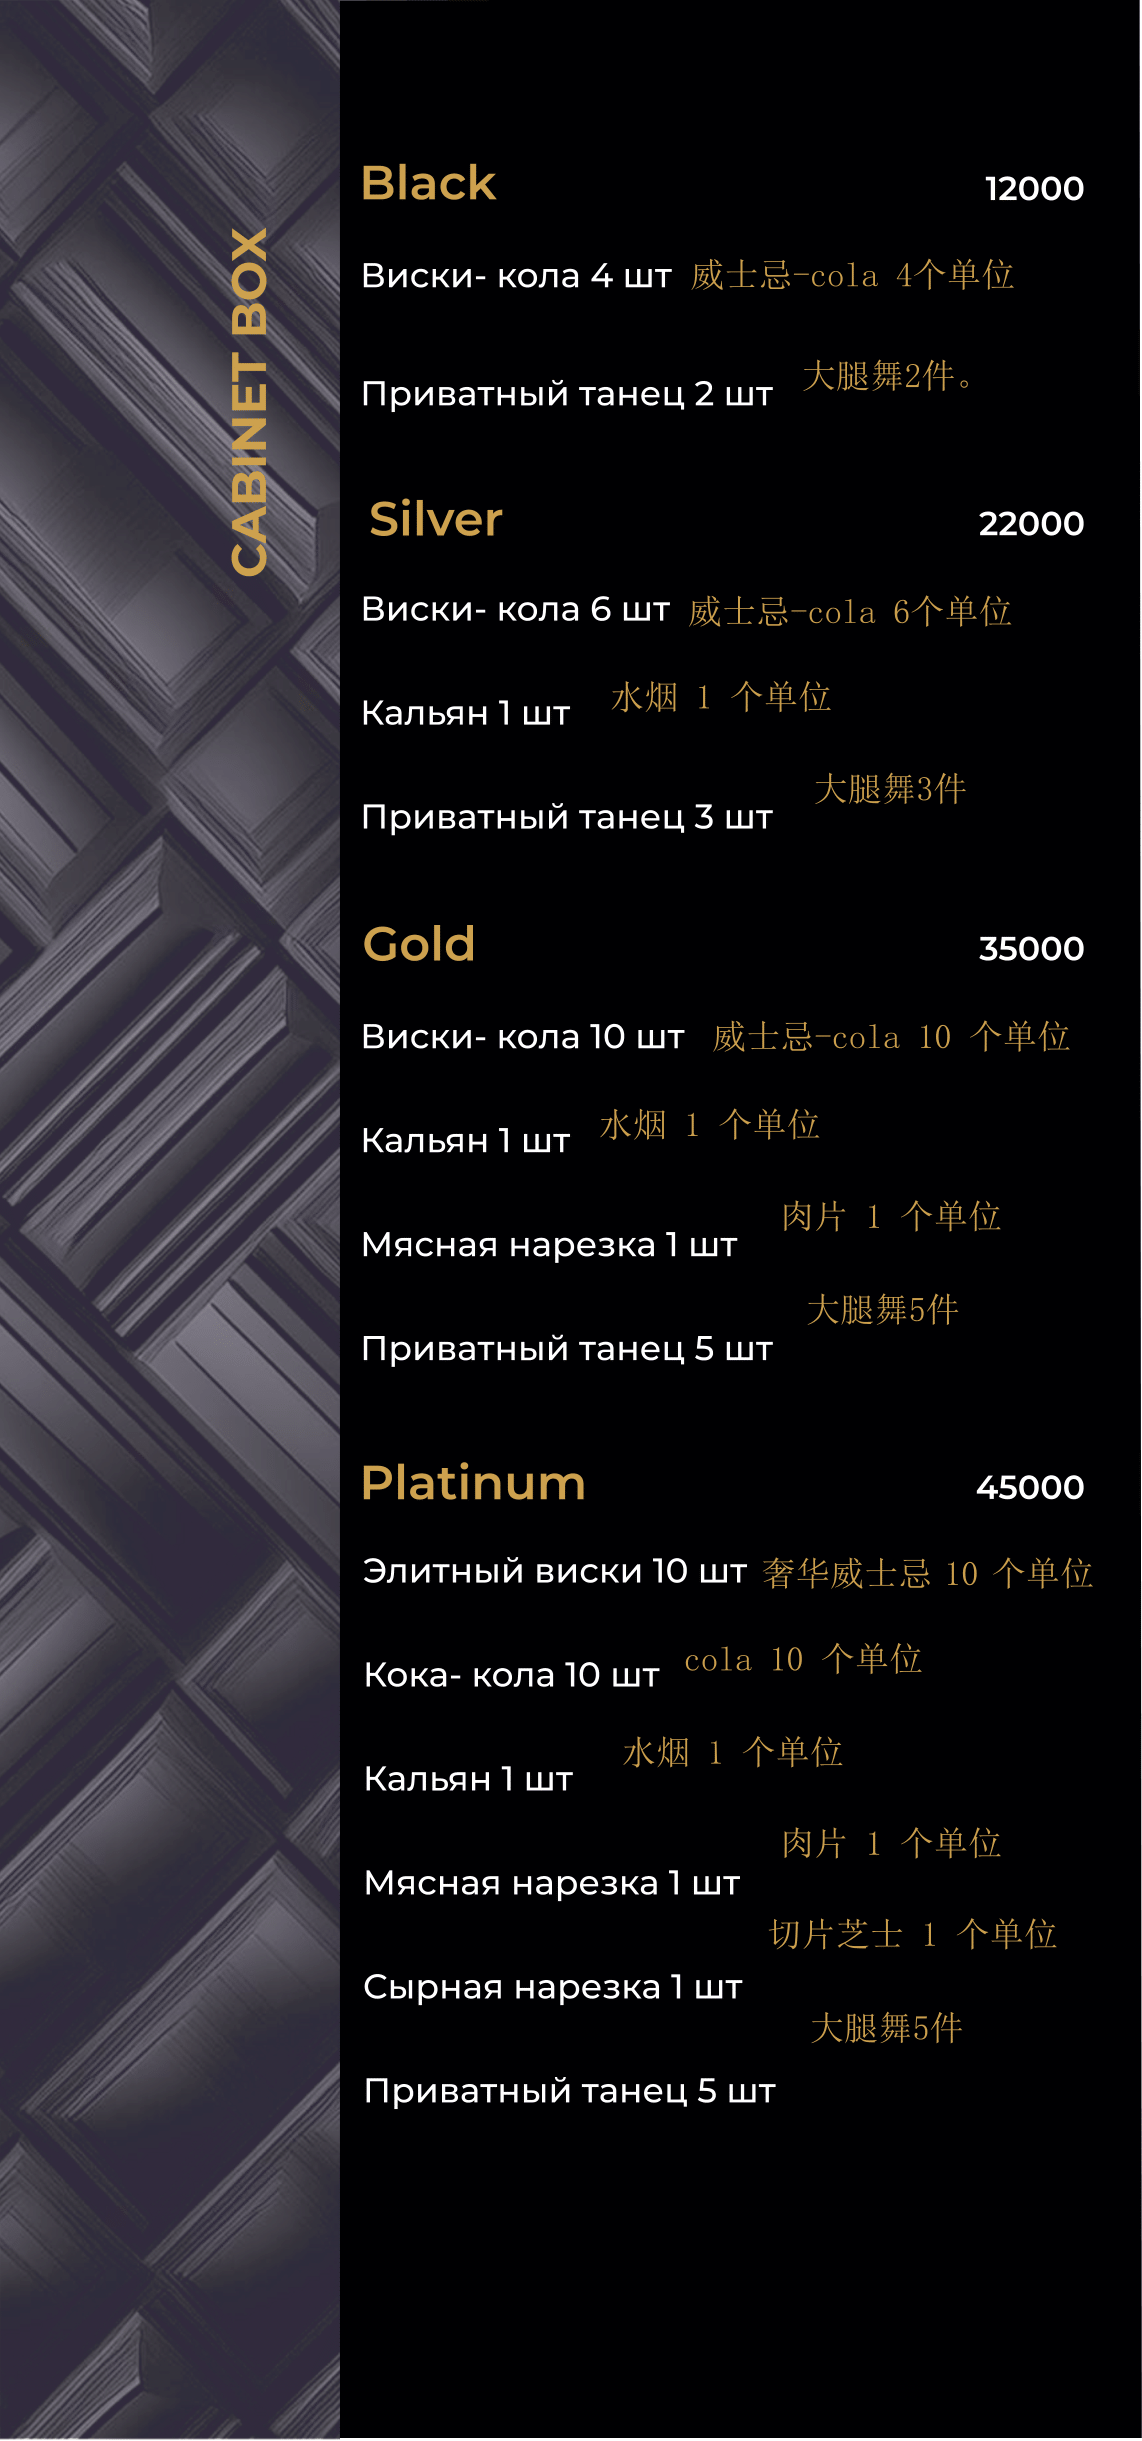 CABINET BOX
Black 12000
Виски- кола 4 шт 威士忌-cola 4个单位
Приватный танец 2 шт 大腿舞2件。
Silver 22000
Виски- кола 6 шт 威士忌-cola 6个单位
Кальян 1 шт 水烟 1 个单位
Приватный танец 3 шт 大腿舞3件
Gold 35000
Виски- кола 10 шт 威士忌-cola 10 个单位
Кальян 1 шт 水烟 1 个单位
Мясная нарезка 1 шт 肉片 1 个单位
Приватный танец 5 шт 大腿舞5件
Platinum 45000
Элитный виски 10 шт 奢华威士忌 10 个单位
Кока- кола 10 шт cola 10 个单位
Кальян 1 шт 水烟 1 个单位
Мясная нарезка 1 шт 肉片 1 个单位
Сырная нарезка 1 шт 切片芝士 1 个单位
Приватный танец 5 шт 大腿舞5件